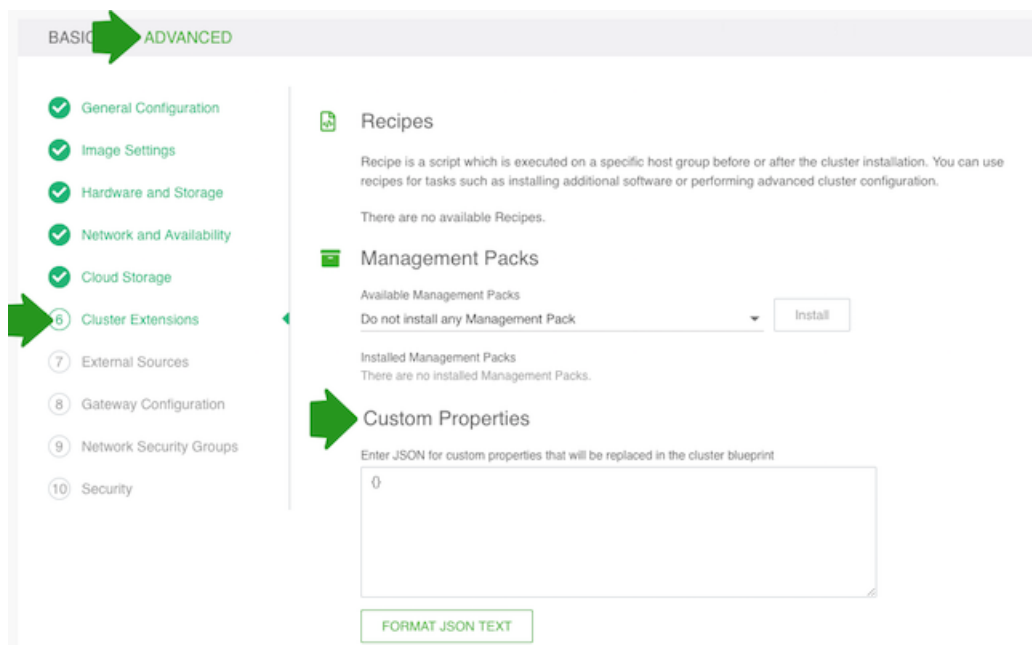 BASIC ADVANCED
General Configuration
Image Settings
Hardware and Storage
Network and Availability
Cloud Storage
6 Cluster Extensions
7 External Sources
8 Gateway Configuration
9 Network Security Groups
10 Security
Recipes
Recipe is a script which is executed on a specific host group before or after the cluster installation. You can use
recipes for tasks such as installing additional software or performing advanced cluster configuration.
There are no available Recipes.
Management Packs
Available Management Packs
Do not install any Management Pack
Install
Installed Management Packs
There are no installed Management Packs.
Custom Properties
Enter JSON for custom properties that will be replaced in the cluster blueprint
{}
FORMAT JSON TEXT